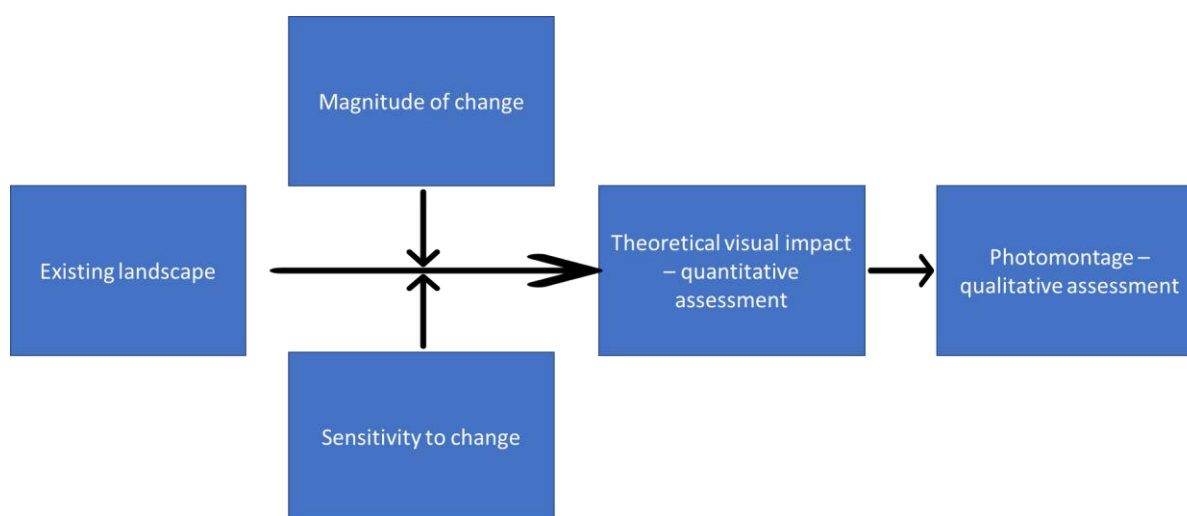 Magnitude of change
Existing landscape
Theoretical visual impact
– quantitative
assessment
Photomontage –
qualitative assessment
Sensitivity to change